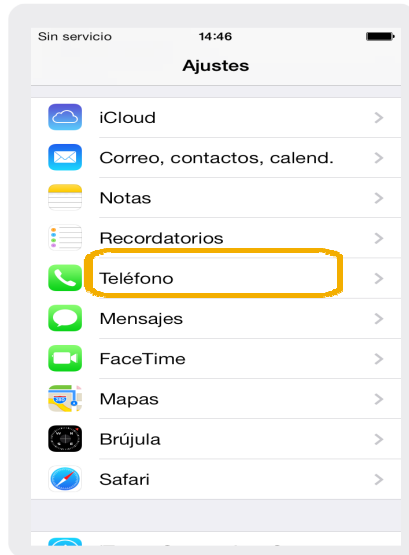 Sin servicio 14:46
Ajustes
iCloud
Correo, contactos, calend.
Notas
Recordatorios
Teléfono
Mensajes
FaceTime
Mapas
Brújula
Safari